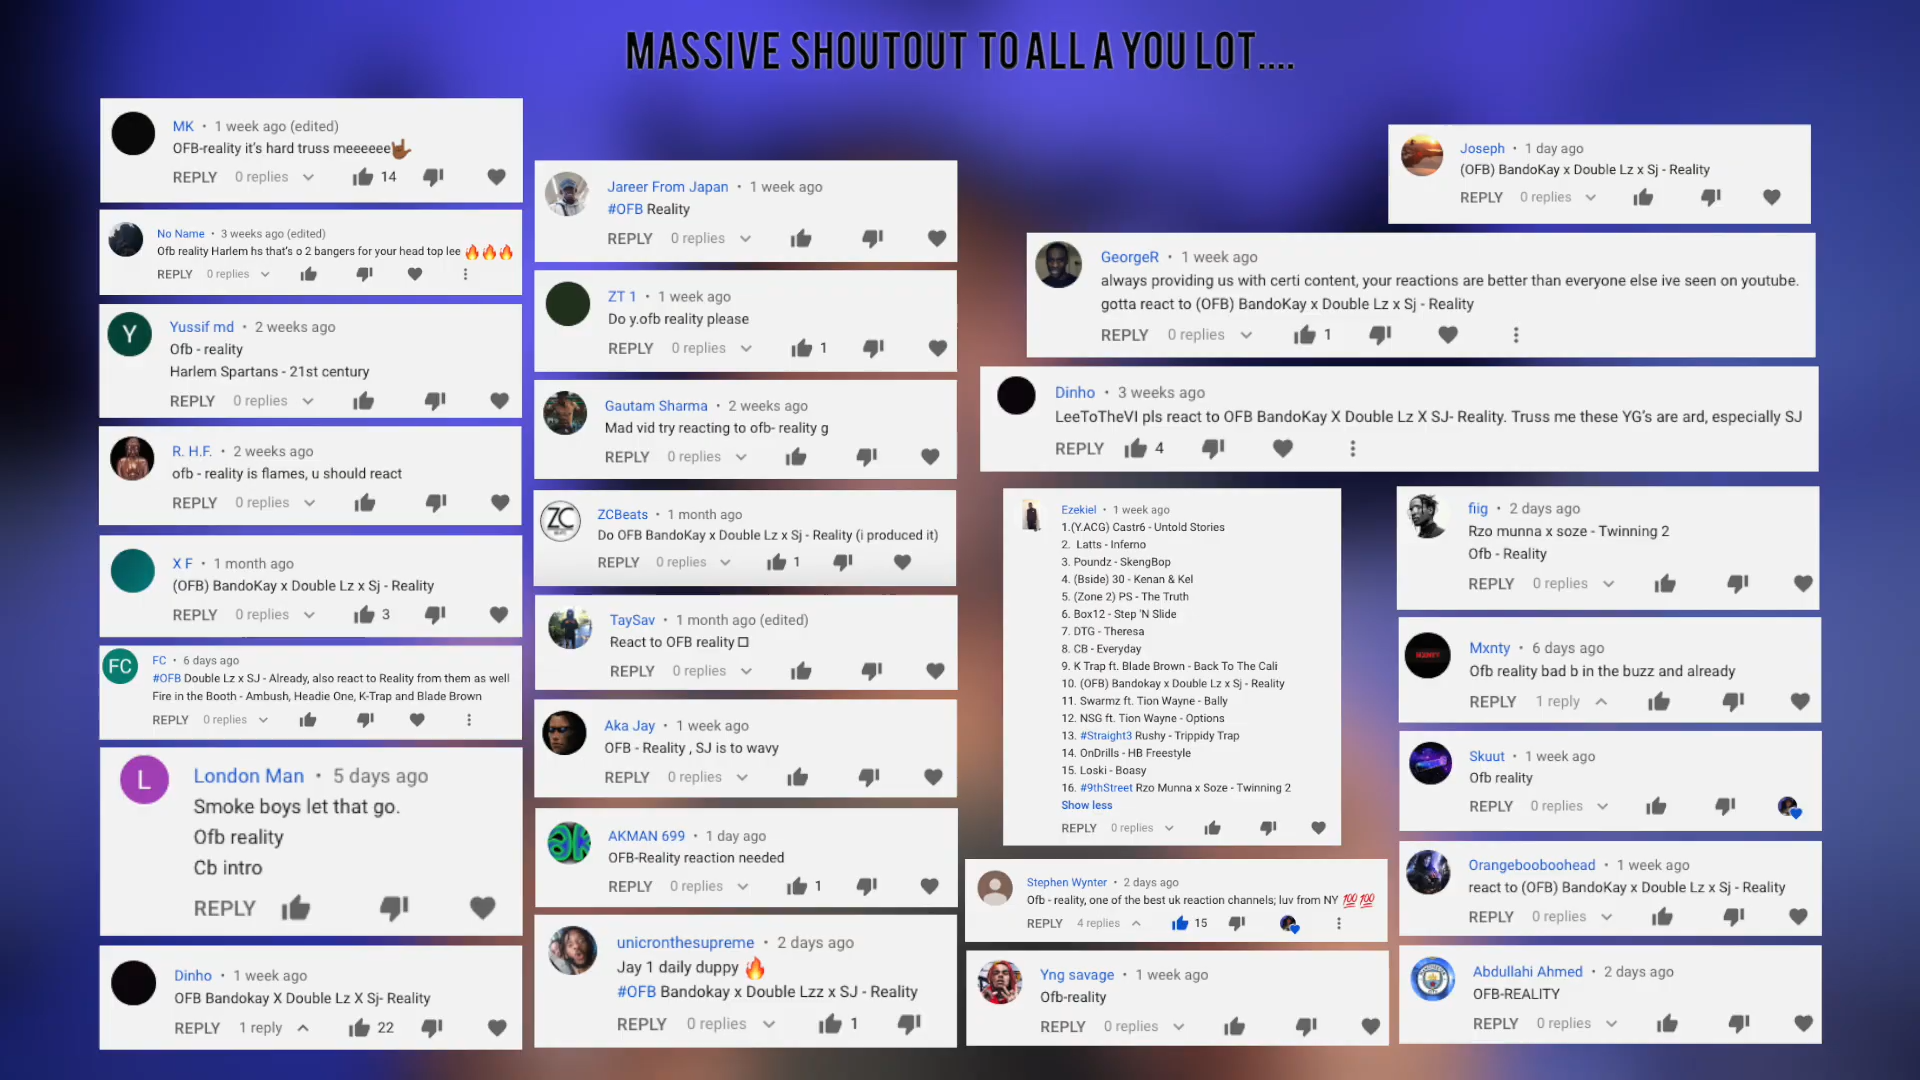 MASSIVE SHOUTOUT TO ALL A YOU LOT....
MK • 1 week ago (edited)
OFB-reality it's hard truss meeeeee🤟🏾
REPLY 0 replies 14
No Name • 3 weeks ago (edited)
Ofb reality Harlem hs that's o 2 bangers for your head top lee 🔥🔥🔥
REPLY 0 replies
Y
Yussif md • 2 weeks ago
Ofb - reality
Harlem Spartans - 21st century
REPLY 0 replies
R. H.F. • 2 weeks ago
ofb - reality is flames, u should react
REPLY 0 replies
X F • 1 month ago
(OFB) BandoKay x Double Lz x Sj - Reality
REPLY 0 replies 3
FC
FC • 6 days ago
#OFB Double Lz x SJ - Already, also react to Reality from them as well
Fire in the Booth - Ambush, Headie One, K-Trap and Blade Brown
REPLY 0 replies
L
London Man • 5 days ago
Smoke boys let that go.
Ofb reality
Cb intro
REPLY
Dinho • 1 week ago
OFB Bandokay X Double Lz X Sj- Reality
REPLY 1 reply 22
Jareer From Japan • 1 week ago
#OFB Reality
REPLY 0 replies
ZT 1 • 1 week ago
Do y.ofb reality please
REPLY 0 replies 1
Gautam Sharma • 2 weeks ago
Mad vid try reacting to ofb- reality g
REPLY 0 replies
ZC
BEATS
ZCBeats • 1 month ago
Do OFB BandoKay x Double Lz x Sj - Reality (i produced it)
REPLY 0 replies 1
TaySav • 1 month ago (edited)
React to OFB reality□
REPLY 0 replies
Aka Jay • 1 week ago
OFB - Reality , SJ is to wavy
REPLY 0 replies
AKMAN 699 • 1 day ago
OFB-Reality reaction needed
REPLY 0 replies 1
unicronthesupreme • 2 days ago
Jay 1 daily duppy 🔥
#OFB Bandokay x Double Lzz x SJ - Reality
REPLY 0 replies 1
Joseph • 1 day ago
(OFB) BandoKay x Double Lz x Sj - Reality
REPLY 0 replies
GeorgeR • 1 week ago
always providing us with certi content, your reactions are better than everyone else ive seen on youtube.
gotta react to (OFB) BandoKay x Double Lz x Sj - Reality
REPLY 0 replies 1
Dinho • 3 weeks ago
LeeToTheVI pls react to OFB BandoKay X Double Lz X SJ- Reality. Truss me these YG's are ard, especially SJ
REPLY 4
Ezekiel • 1 week ago
1.(Y.ACG) Castr6 - Untold Stories
2. Latts - Inferno
3. Poundz - SkengBop
4. (Bside) 30 - Kenan & Kel
5. (Zone 2) PS - The Truth
6. Box12 - Step 'N Slide
7. DTG - Theresa
8. CB - Everyday
9. K Trap ft. Blade Brown - Back To The Cali
10. (OFB) Bandokay x Double Lz x Sj - Reality
11. Swarmz ft. Tion Wayne - Bally
12. NSG ft. Tion Wayne - Options
13. #Straight3 Rushy - Trippidy Trap
14. OnDrills - HB Freestyle
15. Loski - Boasy
16. #9thStreet Rzo Munna x Soze - Twinning 2
Show less
REPLY 0 replies
Stephen Wynter • 2 days ago
Ofb - reality, one of the best uk reaction channels; luv from NY 💯💯
REPLY 4 replies 15
Yng savage • 1 week ago
Ofb-reality
REPLY 0 replies
fiig • 2 days ago
Rzo munna x soze - Twinning 2
Ofb - Reality
REPLY 0 replies
Mxnty • 6 days ago
Ofb reality bad b in the buzz and already
REPLY 1 reply
Skuut • 1 week ago
Ofb reality
REPLY 0 replies
Orangebooboohead • 1 week ago
react to (OFB) BandoKay x Double Lz x Sj - Reality
REPLY 0 replies
Abdullahi Ahmed • 2 days ago
OFB-REALITY
REPLY 0 replies